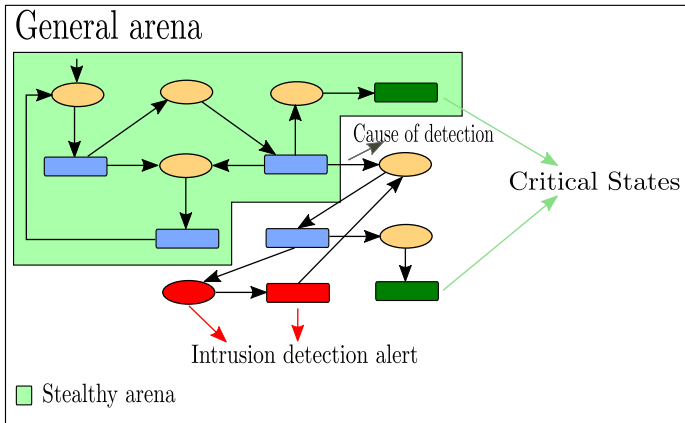 General arena
Cause of detection
Critical States
Intrusion detection alert
Stealthy arena